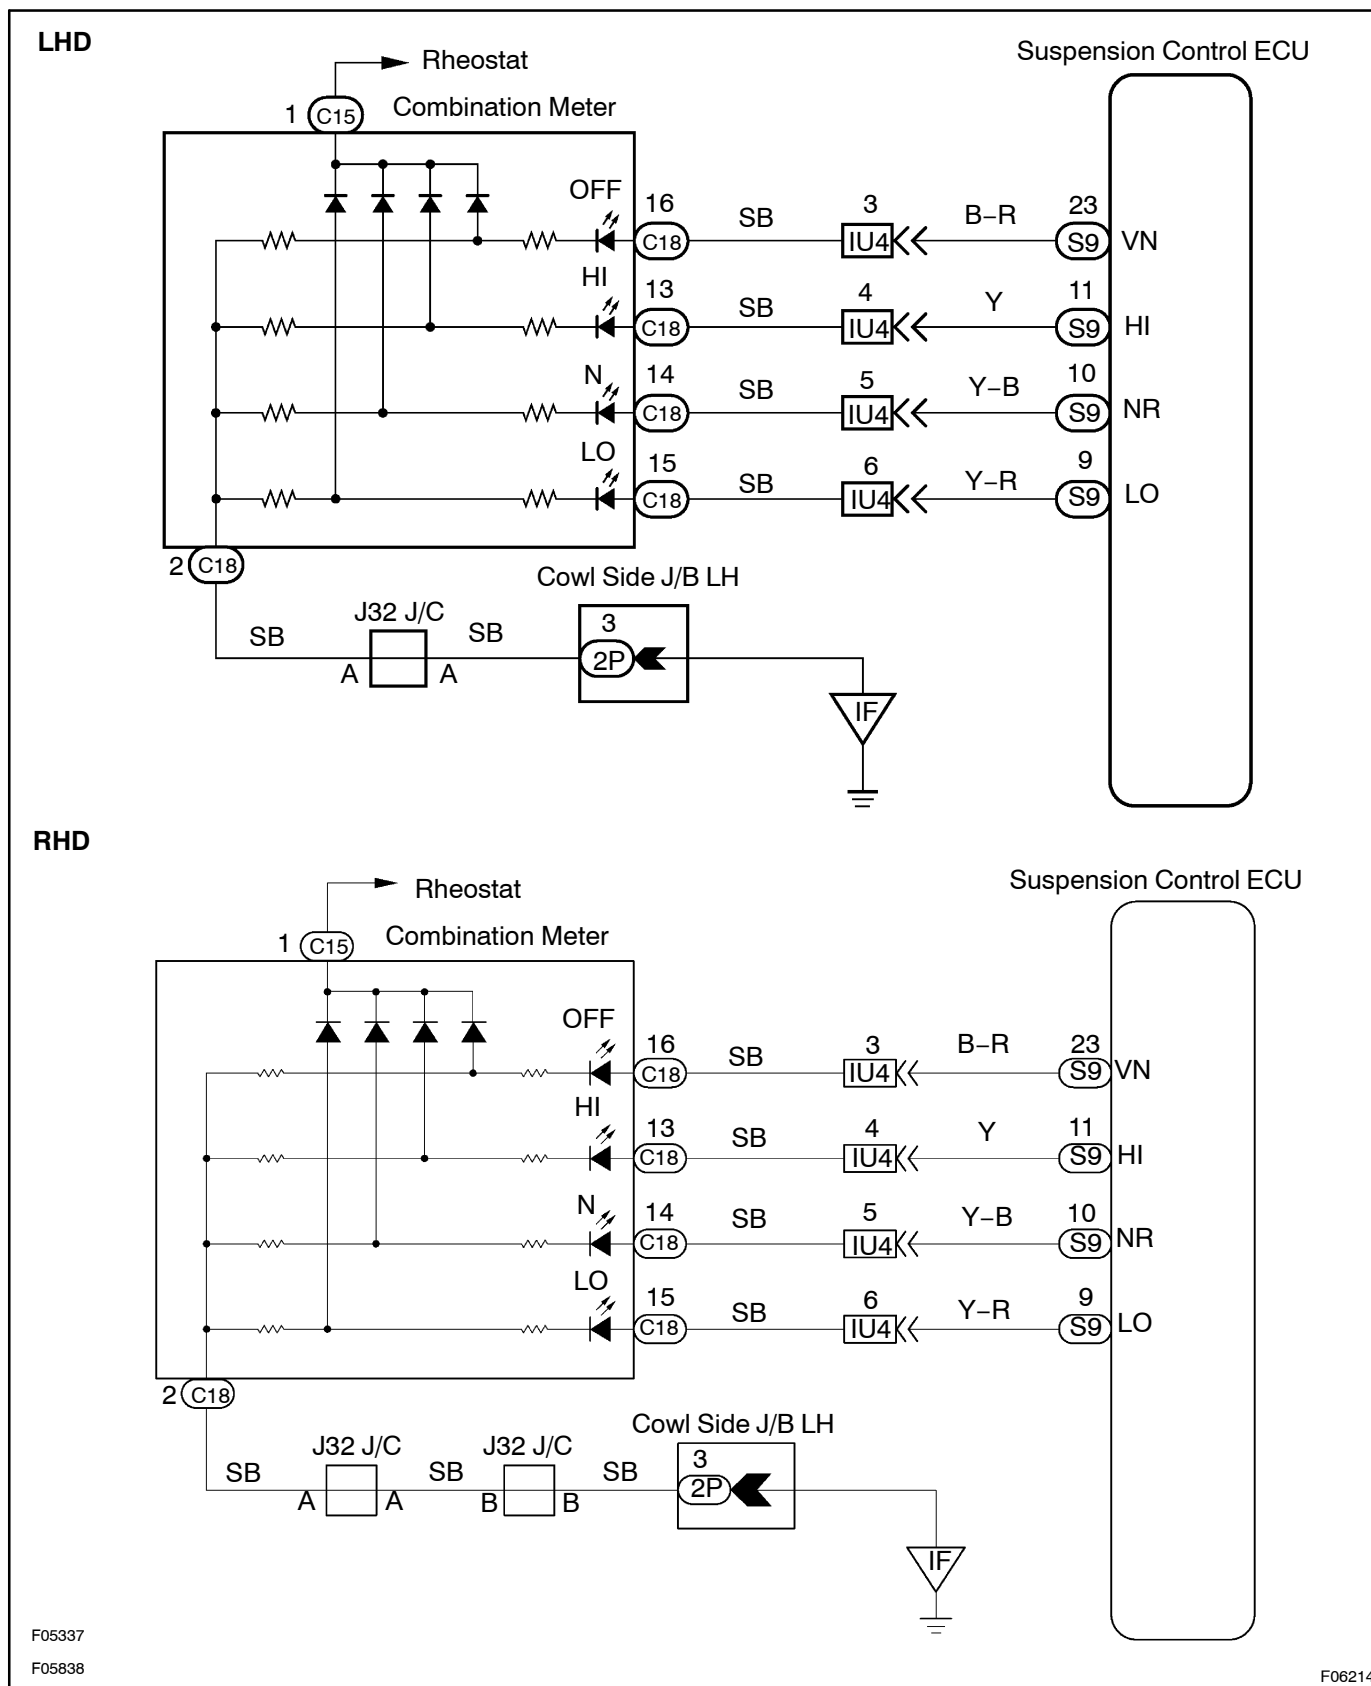 LHD
Rheostat
Suspension Control ECU
1 C15 Combination Meter
OFF 16 C18 SB 3 IU4 B–R 23 S9 VN
HI 13 C18 SB 4 IU4 Y 11 S9 HI
N 14 C18 SB 5 IU4 Y–B 10 S9 NR
LO 15 C18 SB 6 IU4 Y–R 9 S9 LO
2 C18
Cowl Side J/B LH
J32 J/C
SB A A SB 3 2P
IF
RHD
Suspension Control ECU
Rheostat
1 C15 Combination Meter
OFF 16 C18 SB 3 IU4 B–R 23 S9 VN
HI 13 C18 SB 4 IU4 Y 11 S9 HI
N 14 C18 SB 5 IU4 Y–B 10 S9 NR
LO 15 C18 SB 6 IU4 Y–R 9 S9 LO
2 C18
Cowl Side J/B LH
J32 J/C J32 J/C
SB A A SB B B SB 3 2P
IF
F05337
F05838
F06214